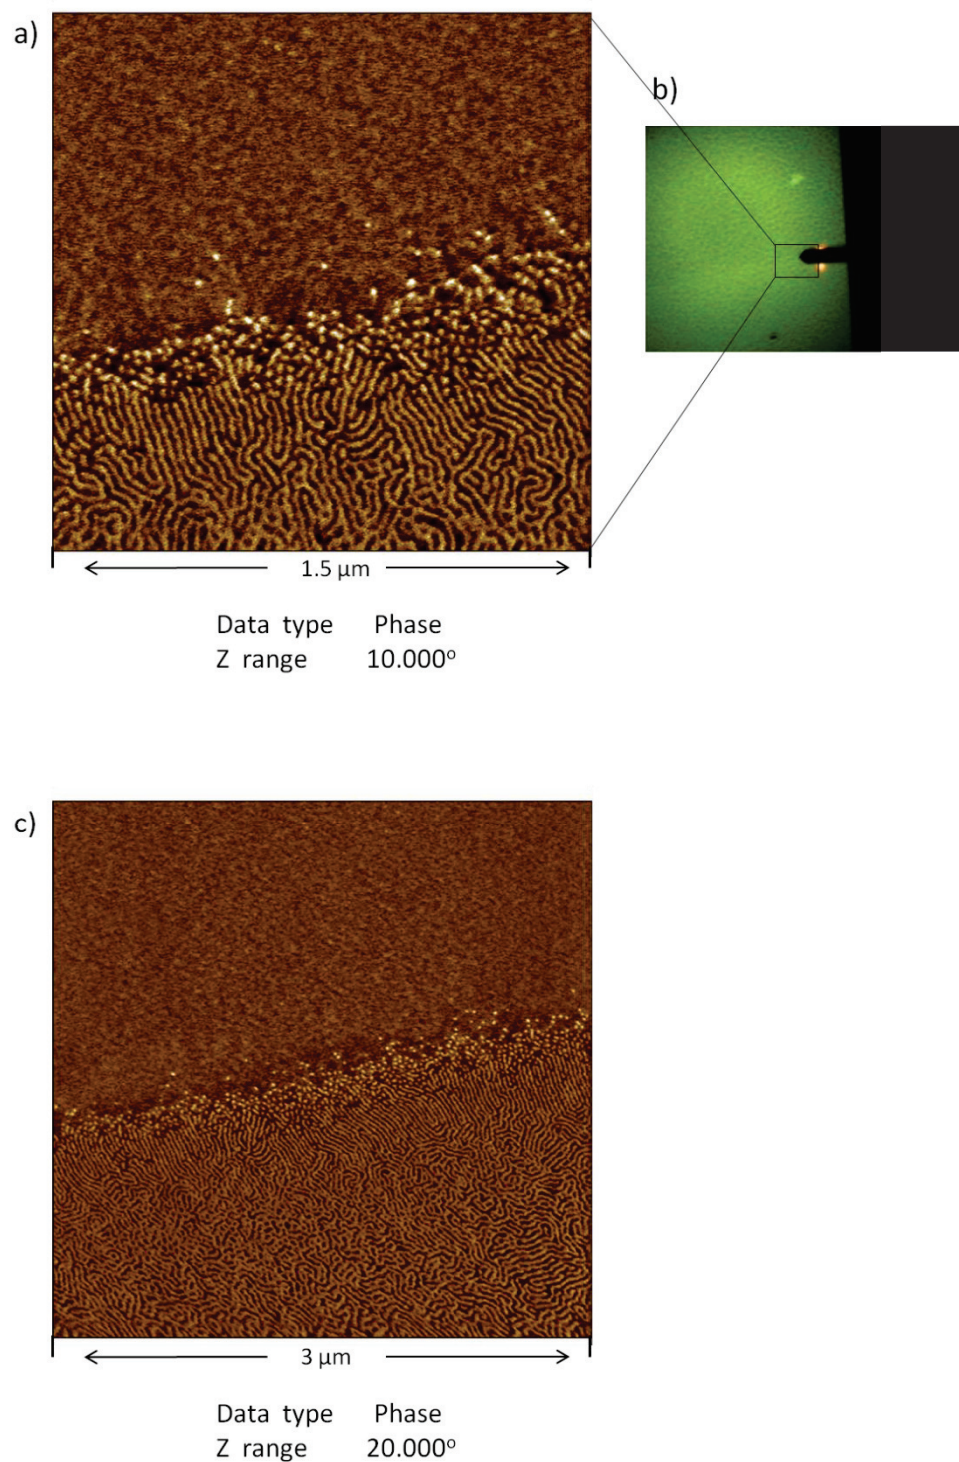 a)
b)
1.5 µm
Data type Phase
Z range 10.000°
c)
3 µm
Data type Phase
Z range 20.000°